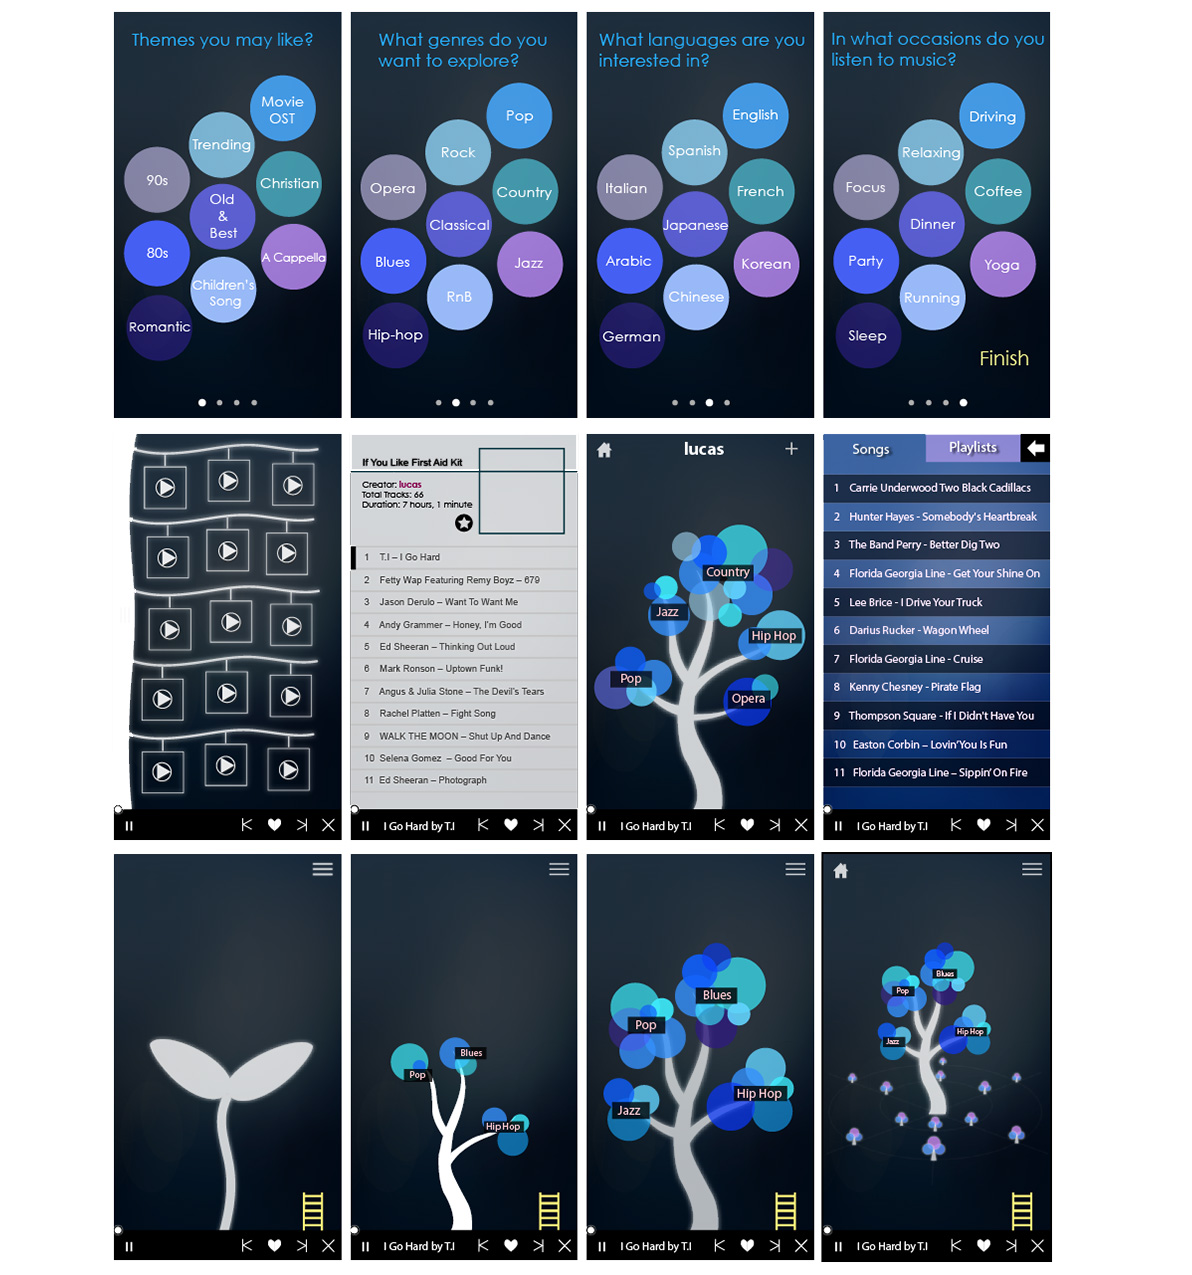 Themes you may like?
Movie
OST
Trending
90s
Christian
Old
&
Best
80s
A Cappella
Children's
Song
Romantic
What genres do you
want to explore?
Pop
Rock
Opera
Country
Classical
Blues
Jazz
RnB
Hip-hop
What languages are you
interested in?
English
Spanish
Italian
French
Japanese
Arabic
Korean
Chinese
German
In what occasions do you
listen to music?
Driving
Relaxing
Focus
Coffee
Dinner
Party
Yoga
Running
Sleep
Finish
If You Like First Aid Kit
Creator: lucas
Total Tracks: 66
Duration: 7 hours, 1 minute
1 T.I – I Go Hard
2 Fetty Wap Featuring Remy Boyz – 679
3 Jason Derulo – Want To Want Me
4 Andy Grammer – Honey, I'm Good
5 Ed Sheeran – Thinking Out Loud
6 Mark Ronson – Uptown Funk!
7 Angus & Julia Stone – The Devil's Tears
8 Rachel Platten – Fight Song
9 WALK THE MOON – Shut Up And Dance
10 Selena Gomez – Good For You
11 Ed Sheeran – Photograph
I Go Hard by T.I
lucas
Country
Jazz
Hip Hop
Pop
Opera
I Go Hard by T.I
Songs
Playlists
1 Carrie Underwood Two Black Cadillacs
2 Hunter Hayes - Somebody's Heartbreak
3 The Band Perry - Better Dig Two
4 Florida Georgia Line - Get Your Shine On
5 Lee Brice - I Drive Your Truck
6 Darius Rucker - Wagon Wheel
7 Florida Georgia Line - Cruise
8 Kenny Chesney - Pirate Flag
9 Thompson Square - If I Didn't Have You
10 Easton Corbin – Lovin' You Is Fun
11 Florida Georgia Line – Sippin' On Fire
I Go Hard by T.I
Blues
Pop
Hip Hop
I Go Hard by T.I
Blues
Pop
Hip Hop
Jazz
I Go Hard by T.I
Blues
Pop
Hip Hop
Jazz
I Go Hard by T.I